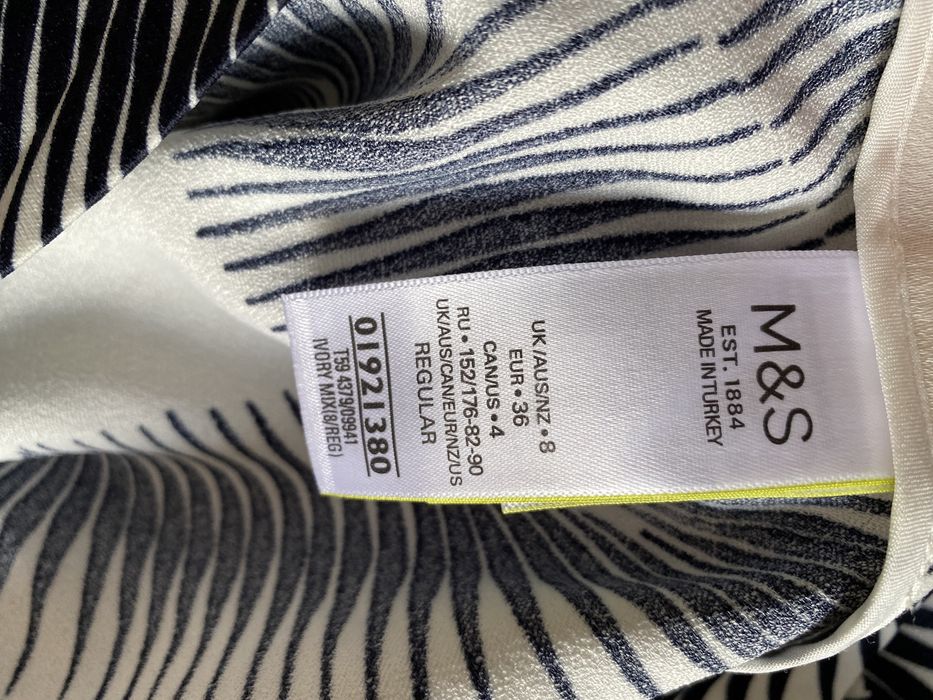 M&S
EST. 1884
MADE IN TURKEY
UK/AUS/NZ • 8
EUR • 36
CAN/US • 4
RU • 152/176-82-90
UK/AUS/CAN/EUR/NZ/US
REGULAR
01921380
T59 4379/09941
IVORY MIX(8/REG)